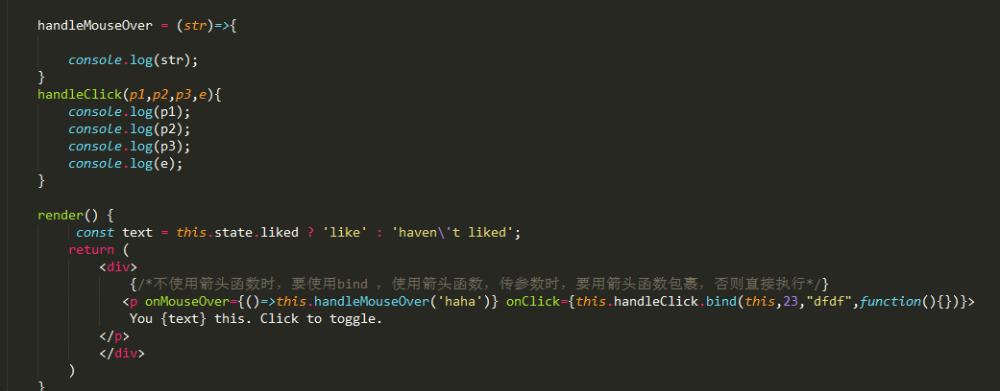 handleMouseOver = (str)=>{
console.log(str);
}
handleClick(p1,p2,p3,e){
console.log(p1);
console.log(p2);
console.log(p3);
console.log(e);
}
render() {
const text = this.state.liked ? 'like' : 'haven\'t liked';
return (
<div>
{/*不使用箭头函数时，要使用bind ，使用箭头函数，传参数时，要用箭头函数包裹，否则直接执行*/}
<p onMouseOver={()=>this.handleMouseOver('haha')} onClick={this.handleClick.bind(this,23,"dfdf",function(){})}>
You {text} this. Click to toggle.
</p>
</div>
)
}